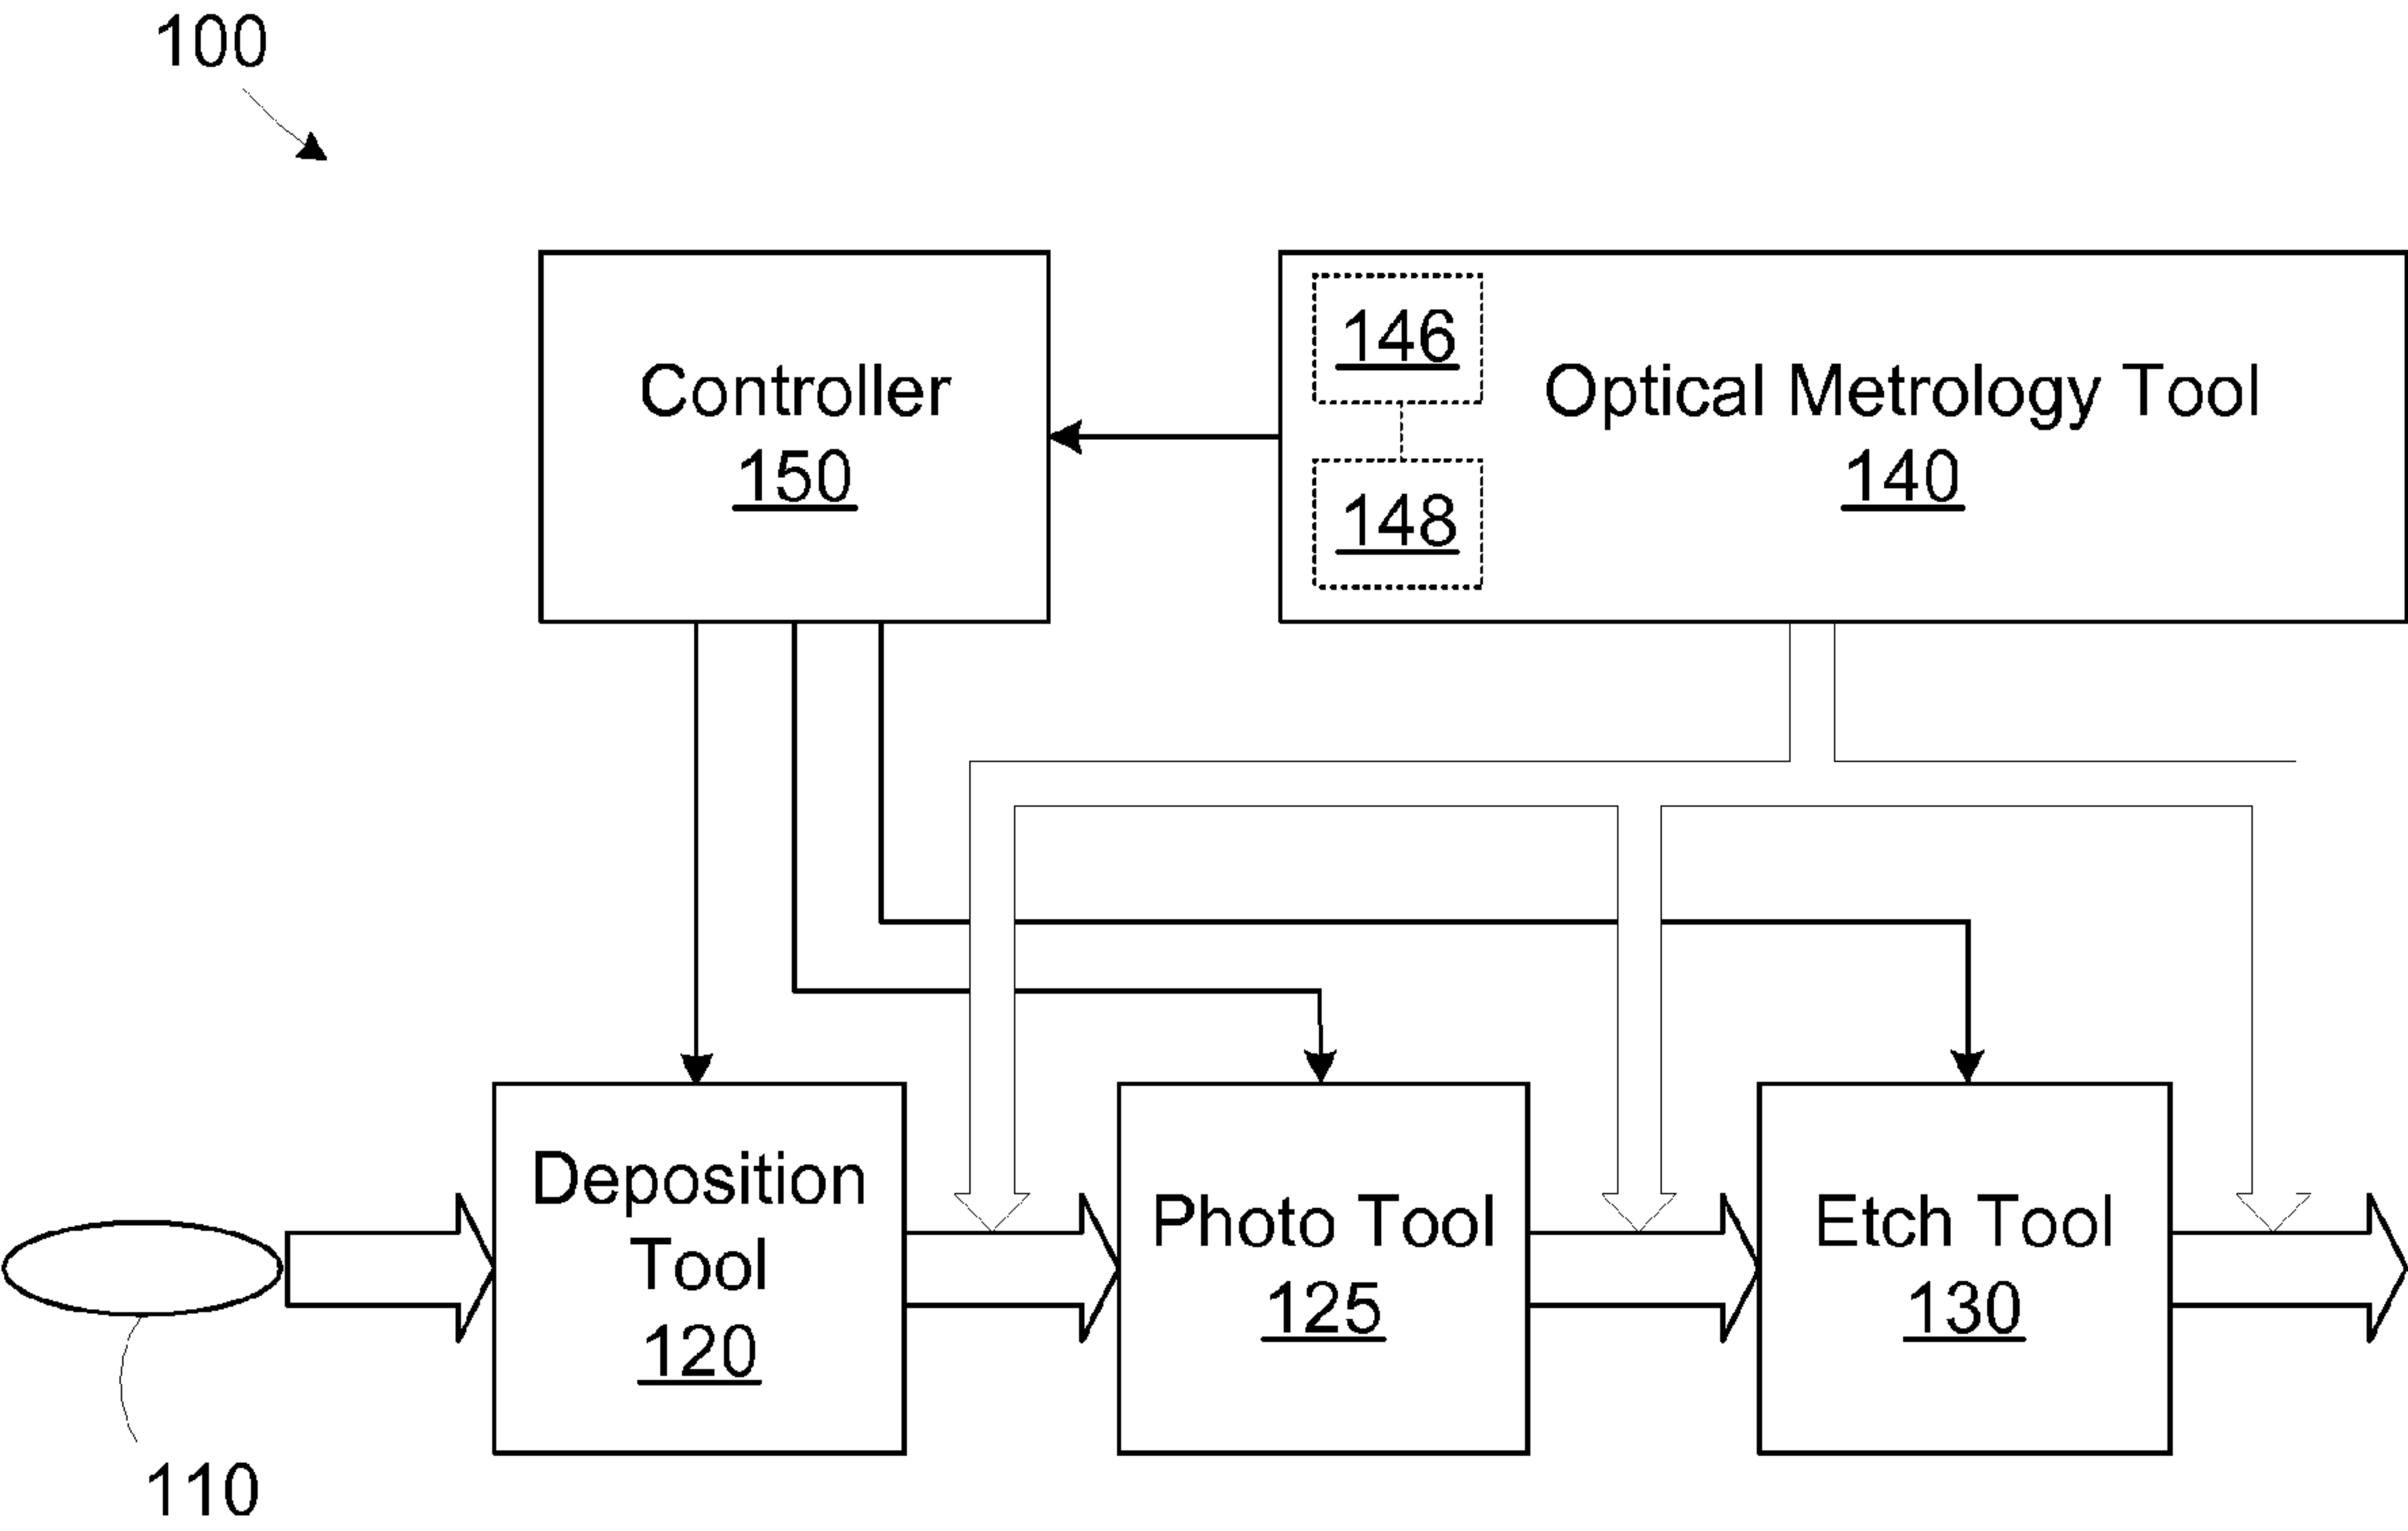 100
Controller
150
146
148
Optical Metrology Tool
140
Deposition
Tool
120
Photo Tool
125
Etch Tool
130
110